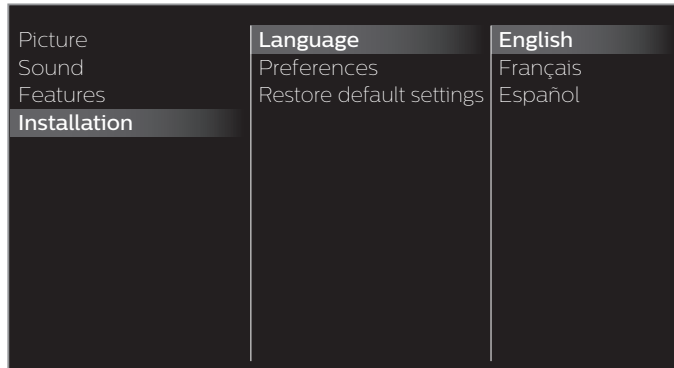 Picture
Sound
Features
Installation
Language
Preferences
Restore default settings
English
Français
Español